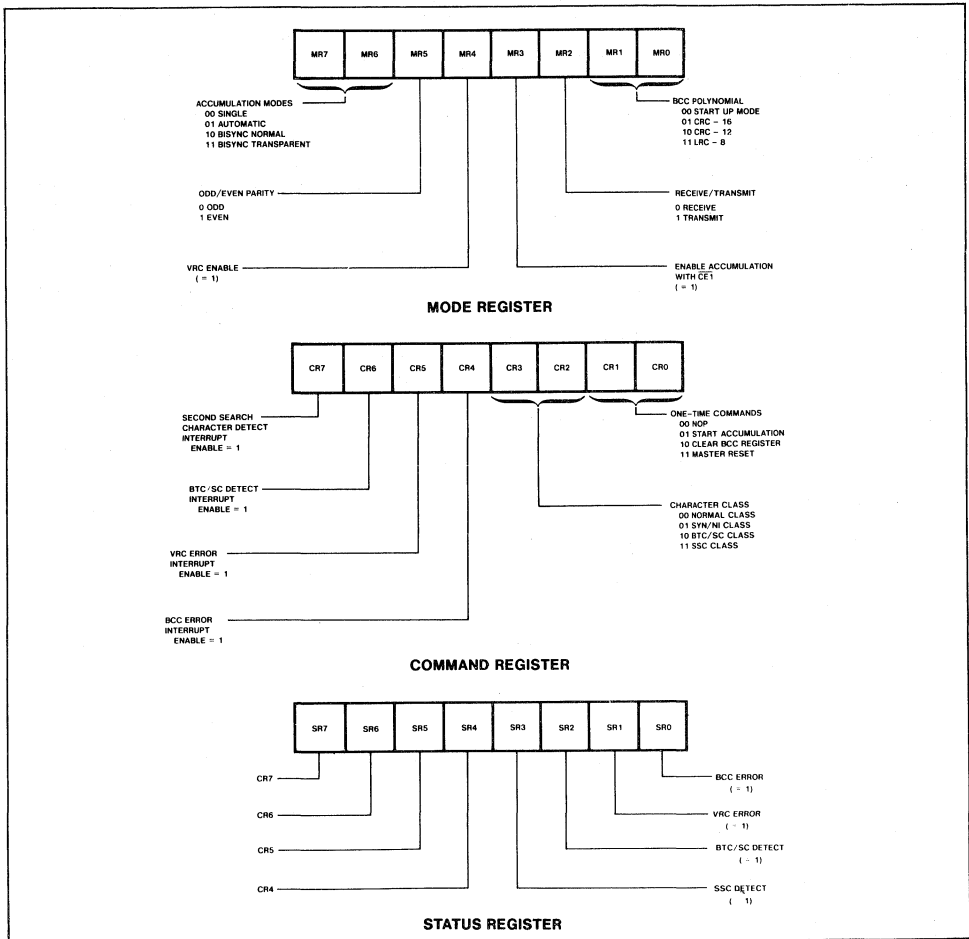 MR7 MR6 MR5 MR4 MR3 MR2 MR1 MR0
ACCUMULATION MODES
00 SINGLE
01 AUTOMATIC
10 BISYNC NORMAL
11 BISYNC TRANSPARENT
BCC POLYNOMIAL
00 START UP MODE
01 CRC – 16
10 CRC – 12
11 LRC – 8
ODD/EVEN PARITY
0 ODD
1 EVEN
RECEIVE/TRANSMIT
0 RECEIVE
1 TRANSMIT
VRC ENABLE
( = 1)
ENABLE ACCUMULATION
WITH C̅E̅1̅
( = 1)
MODE REGISTER
CR7 CR6 CR5 CR4 CR3 CR2 CR1 CR0
SECOND SEARCH
CHARACTER DETECT
INTERRUPT
ENABLE = 1
ONE-TIME COMMANDS
00 NOP
01 START ACCUMULATION
10 CLEAR BCC REGISTER
11 MASTER RESET
BTC/SC DETECT
INTERRUPT
ENABLE = 1
CHARACTER CLASS
00 NORMAL CLASS
01 SYN/NI CLASS
10 BTC/SC CLASS
11 SSC CLASS
VRC ERROR
INTERRUPT
ENABLE = 1
BCC ERROR
INTERRUPT
ENABLE = 1
COMMAND REGISTER
SR7 SR6 SR5 SR4 SR3 SR2 SR1 SR0
CR7
BCC ERROR
( = 1)
CR6
VRC ERROR
( = 1)
CR5
BTC/SC DETECT
( = 1)
CR4
SSC DETECT
( 1)
STATUS REGISTER